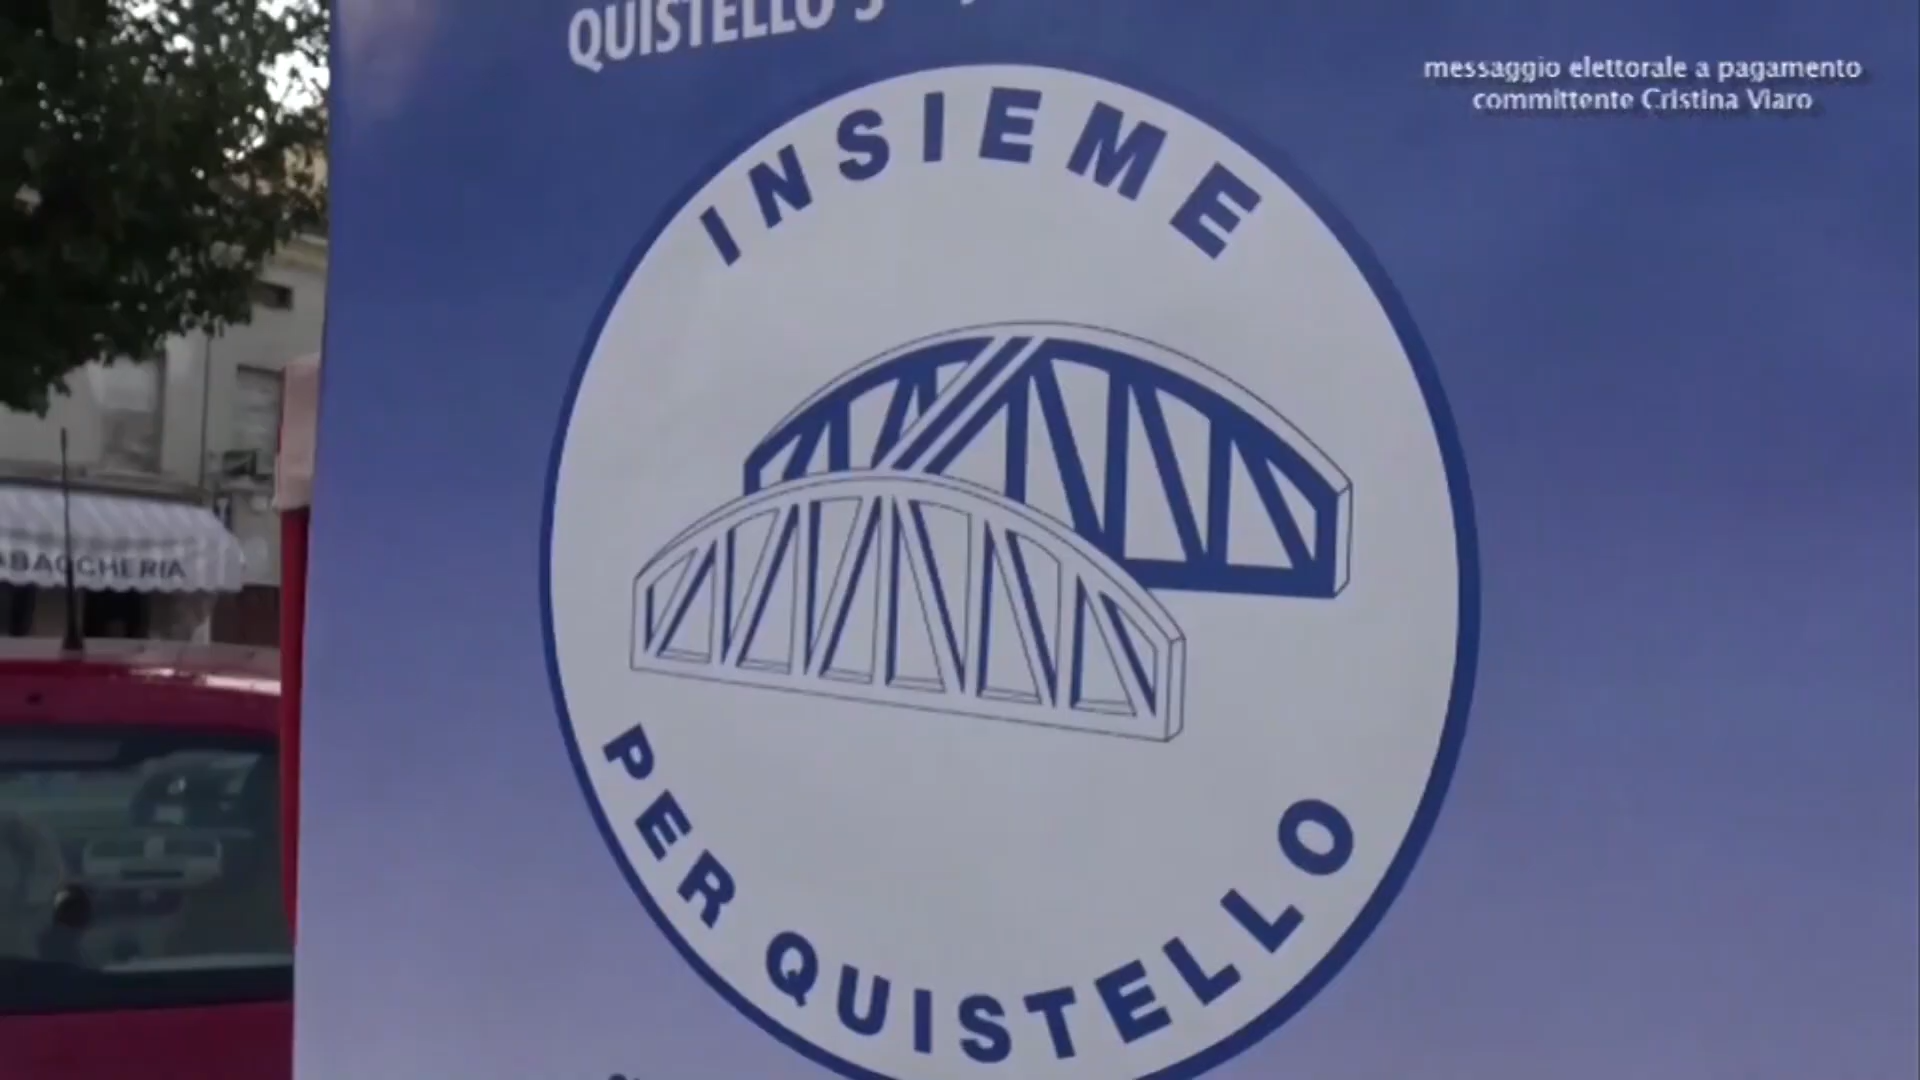 QUISTELLO
messaggio elettorale a pagamento
committente Cristina Viaro
INSIEME
PER QUISTELLO
ABACCHERIA